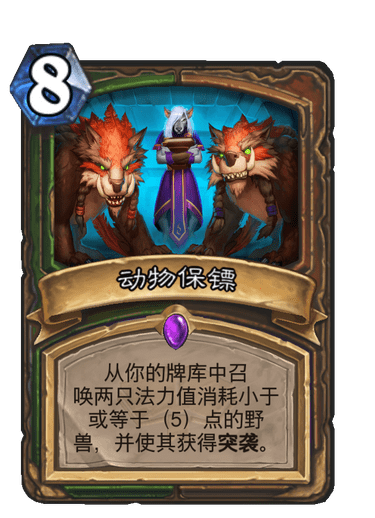 8
动物保镖
从你的牌库中召
唤两只法力值消耗小于
或等于（5）点的野
兽，并使其获得突袭。